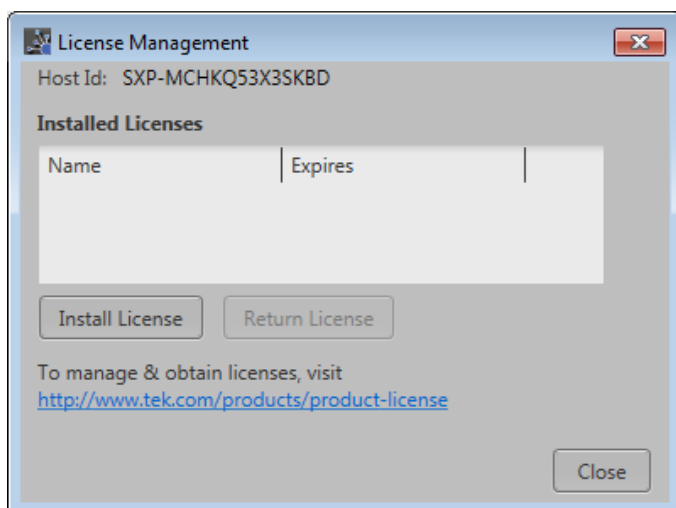 License Management
Host Id: SXP-MCHKQ53X3SKBD
Installed Licenses
Name Expires
Install License Return License
To manage & obtain licenses, visit
http://www.tek.com/products/product-license
Close